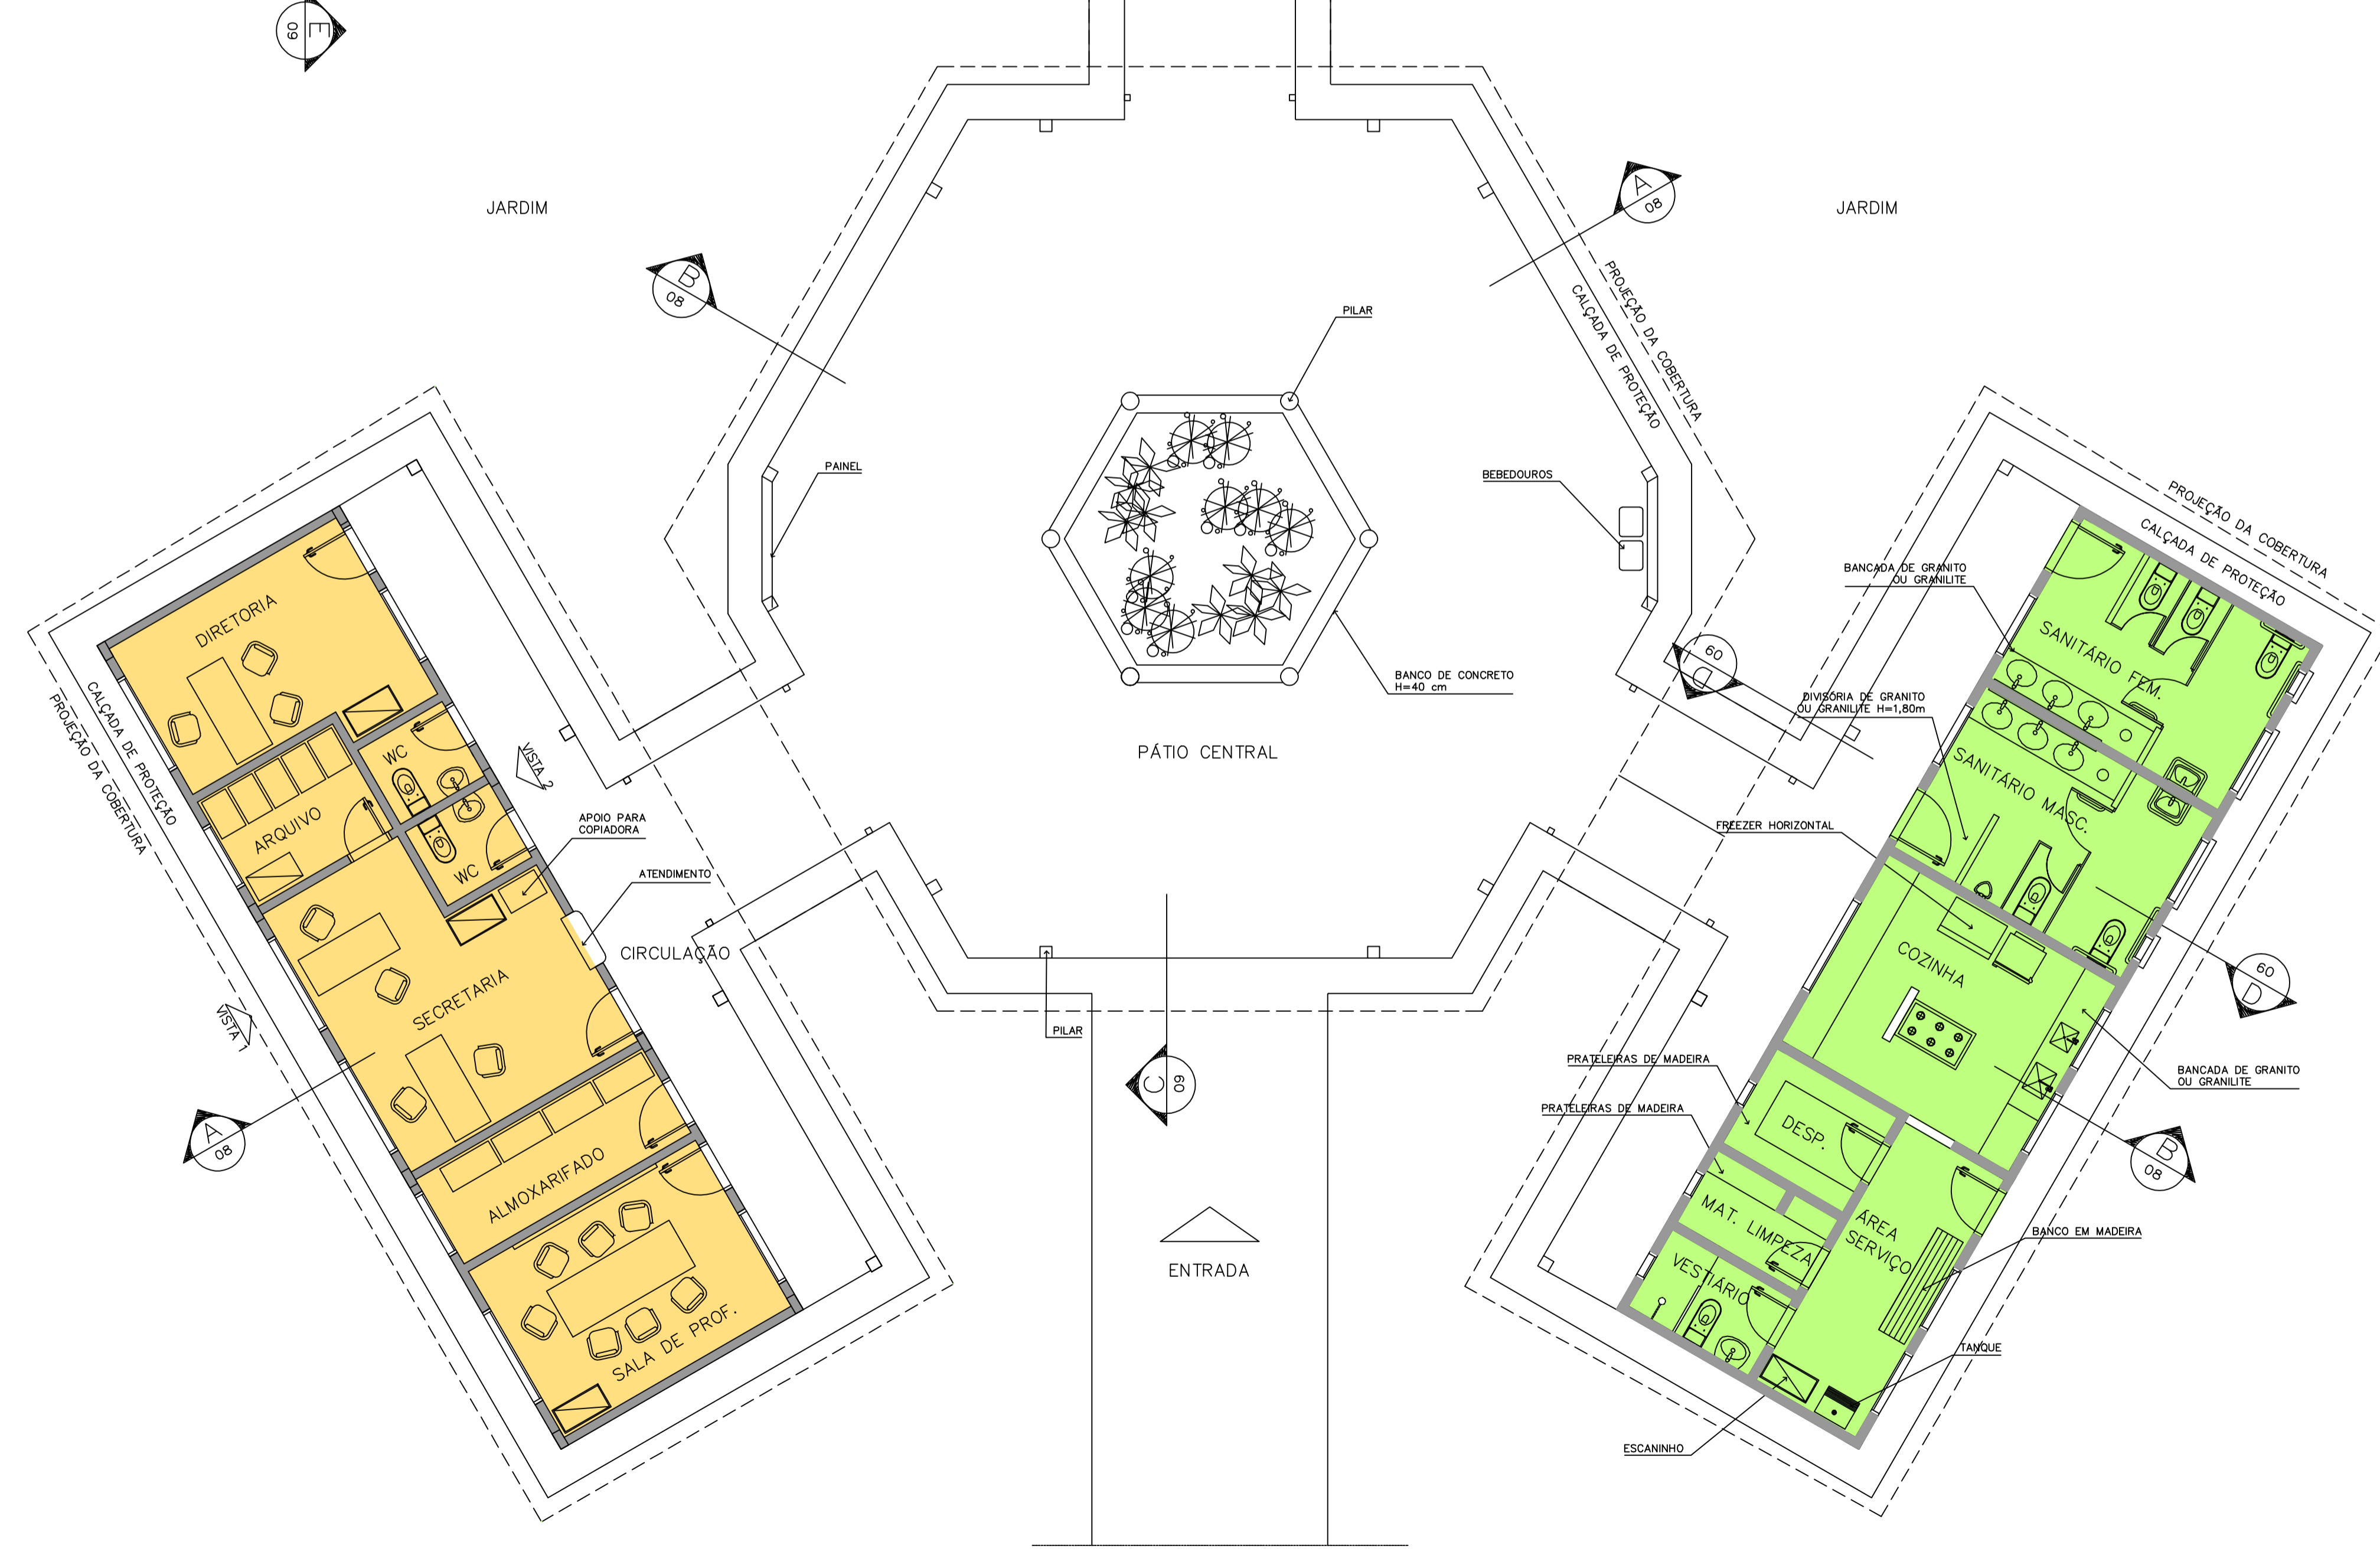 E
09
JARDIM
JARDIM
A
08
B
08
PROJEÇÃO DA COBERTURA
CALÇADA DE PROTEÇÃO
PILAR
PAINEL
BEBEDOUROS
PROJEÇÃO DA COBERTURA
CALÇADA DE PROTEÇÃO
BANCADA DE GRANITO
OU GRANILITE
SANITÁRIO FEM.
DIRETORIA
CALÇADA DE PROTEÇÃO
PROJEÇÃO DA COBERTURA
BANCO DE CONCRETO
H=40 cm
09
D
DIVISÓRIA DE GRANITO
OU GRANILITE H=1,80m
PÁTIO CENTRAL
WC
VISTA 2
SANITÁRIO MASC.
ARQUIVO
APOIO PARA
COPIADORA
FREEZER HORIZONTAL
WC
ATENDIMENTO
CIRCULAÇÃO
COZINHA
SECRETARIA
09
D
VISTA 1
PILAR
PRATELEIRAS DE MADEIRA
BANCADA DE GRANITO
OU GRANILITE
C
09
PRATELEIRAS DE MADEIRA
DESP.
A
08
B
08
ALMOXARIFADO
MAT. LIMPEZA
ÁREA
SERVIÇO
BANCO EM MADEIRA
ENTRADA
VESTIÁRIO
SALA DE PROF.
TANQUE
ESCANINHO